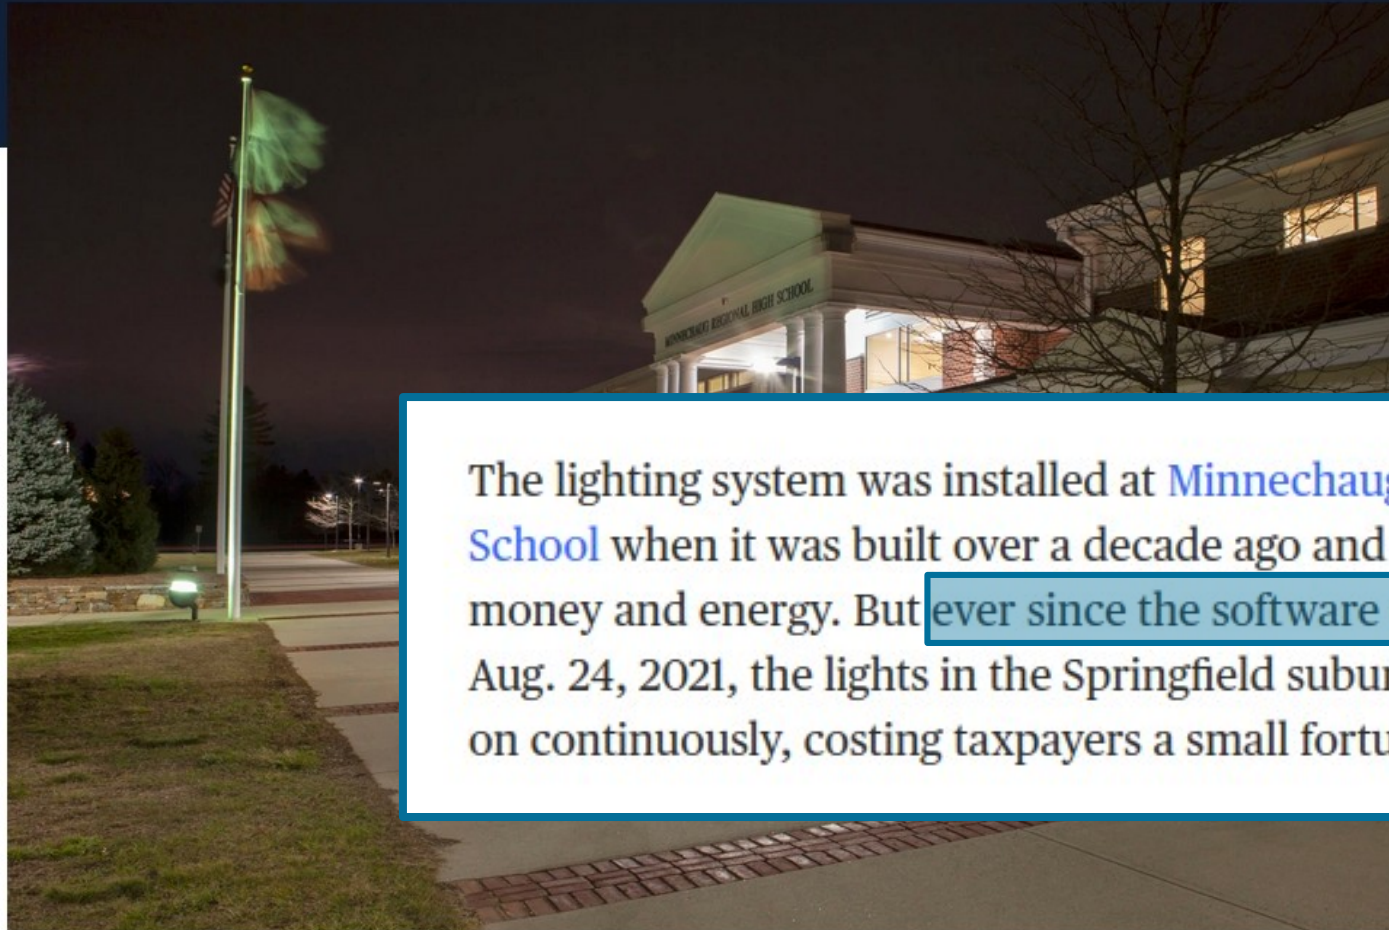 MINNECHAUG REGIONAL HIGH SCHOOL
The lighting system was installed at Minnechaug
School when it was built over a decade ago and
money and energy. But ever since the software
Aug. 24, 2021, the lights in the Springfield subur
on continuously, costing taxpayers a small fortu